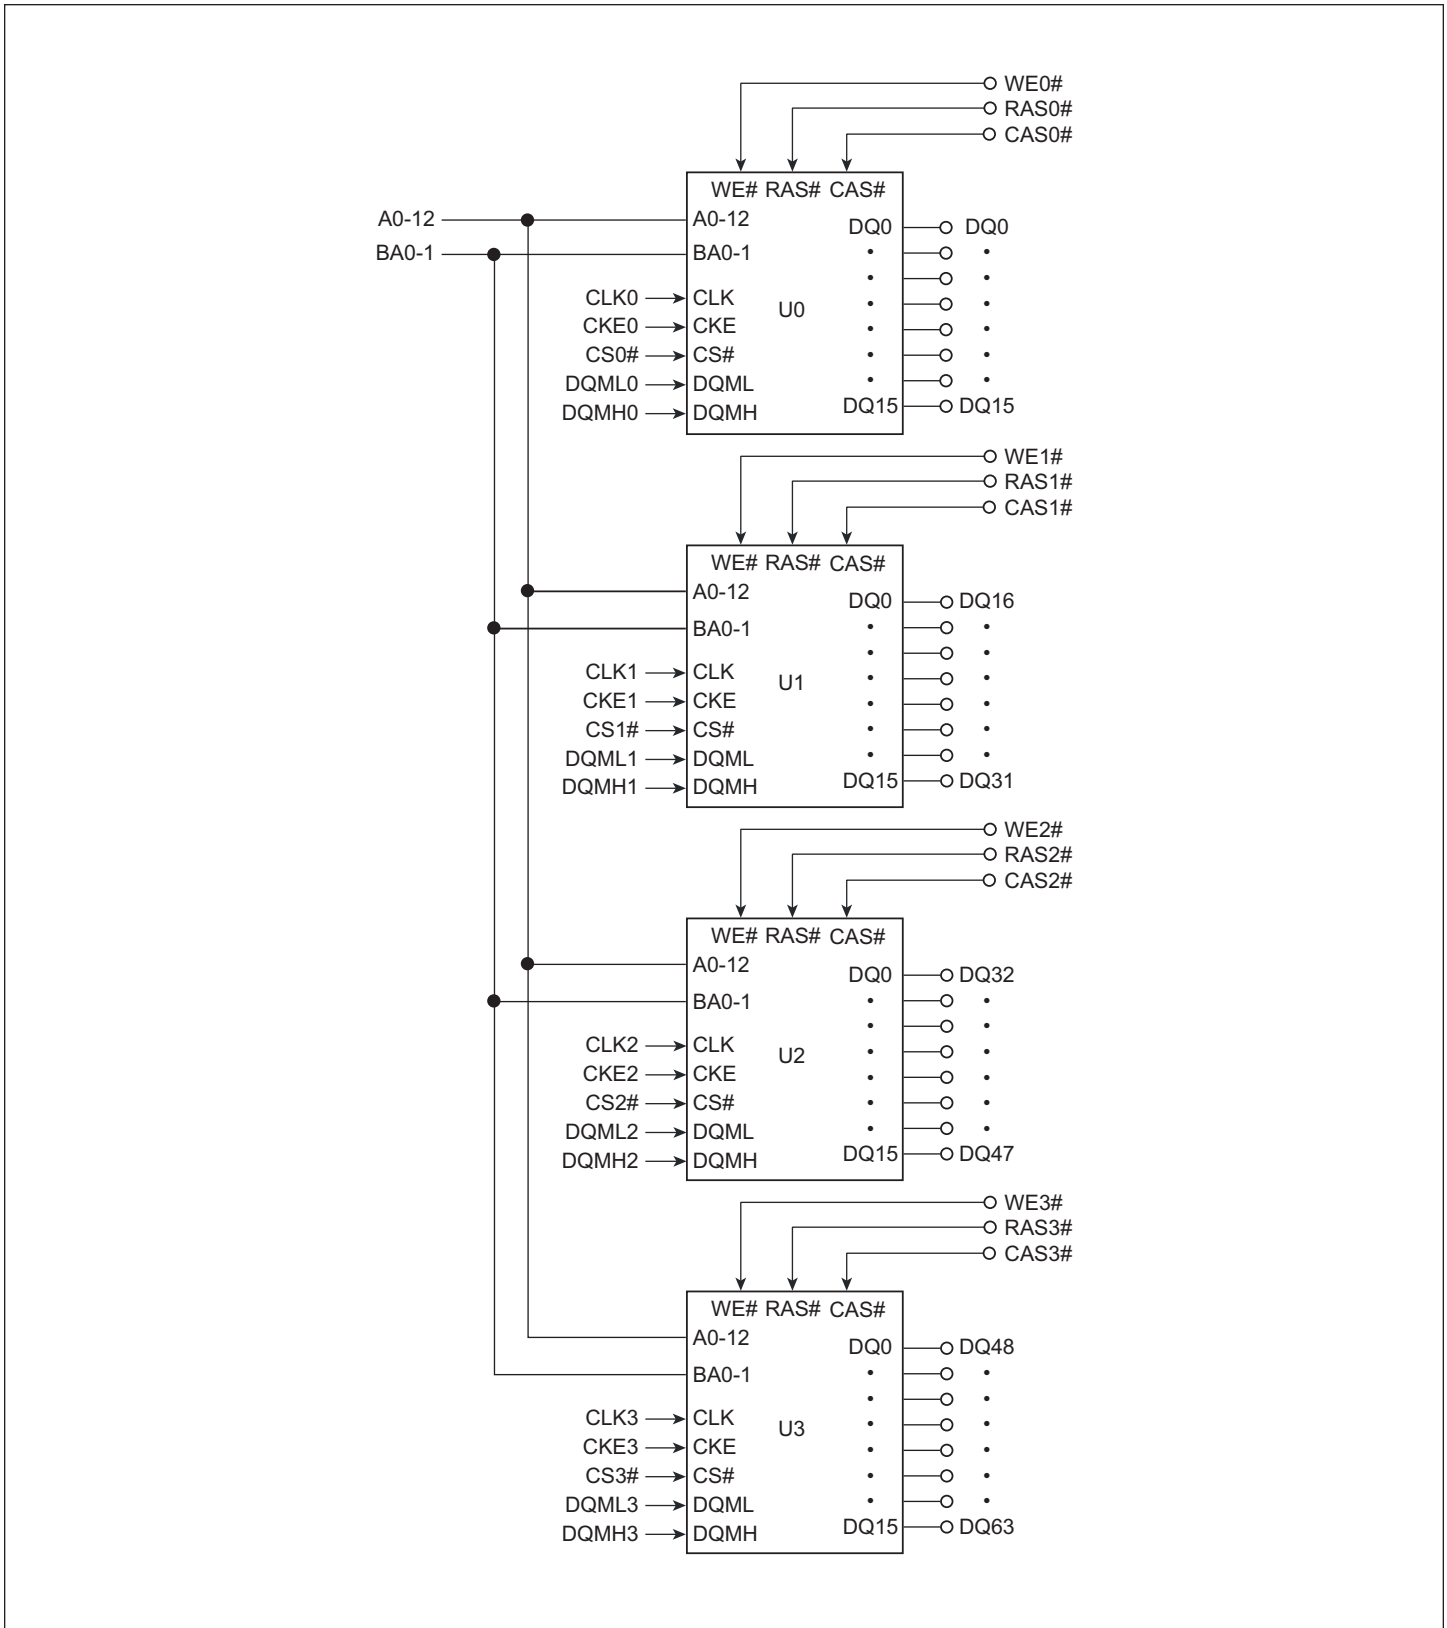 WE0#
RAS0#
CAS0#
WE# RAS# CAS#
A0-12 A0-12
DQ0 DQ0
BA0-1 BA0-1
CLK0 CLK
U0
CKE0 CKE
CS0# CS#
DQML0 DQML
DQ15 DQ15
DQMH0 DQMH
WE1#
RAS1#
CAS1#
WE# RAS# CAS#
A0-12
DQ0 DQ16
BA0-1
CLK1 CLK
U1
CKE1 CKE
CS1# CS#
DQML1 DQML
DQ15 DQ31
DQMH1 DQMH
WE2#
RAS2#
CAS2#
WE# RAS# CAS#
A0-12
DQ0 DQ32
BA0-1
CLK2 CLK
U2
CKE2 CKE
CS2# CS#
DQML2 DQML
DQ15 DQ47
DQMH2 DQMH
WE3#
RAS3#
CAS3#
WE# RAS# CAS#
A0-12
DQ0 DQ48
BA0-1
CLK3 CLK
U3
CKE3 CKE
CS3# CS#
DQML3 DQML
DQ15 DQ63
DQMH3 DQMH